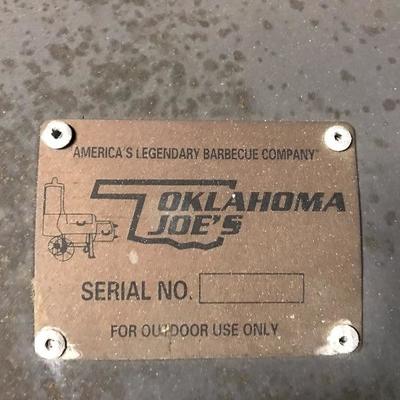 AMERICA'S LEGENDARY BARBECUE COMPANY™
OKLAHOMA
JOE'S
SERIAL NO.
FOR OUTDOOR USE ONLY